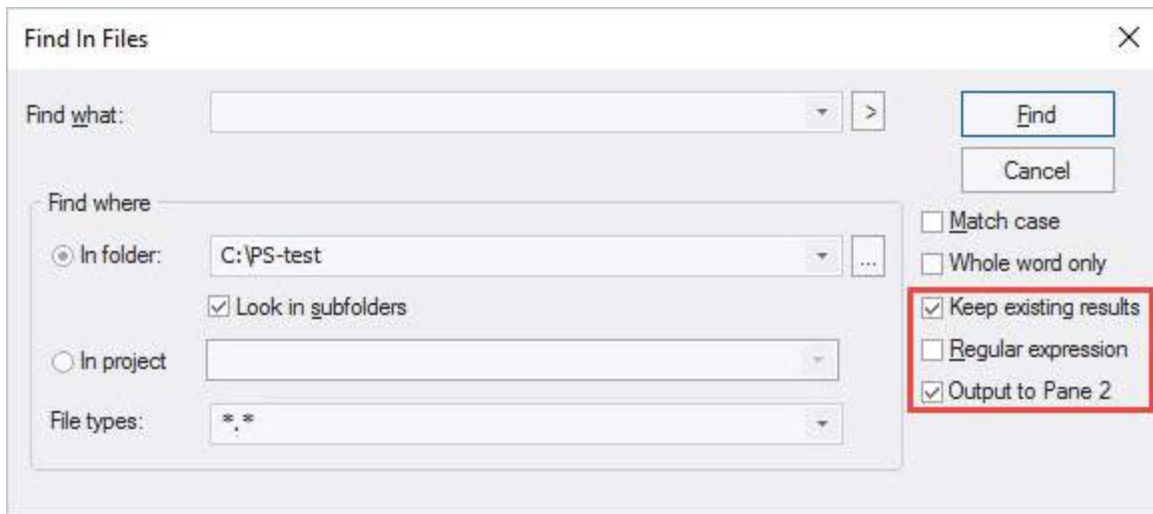 Find In Files
Find what:
>
Find
Cancel
Find where
In folder:
C:\PS-test
...
Look in subfolders
In project
File types:
*.*
Match case
Whole word only
Keep existing results
Regular expression
Output to Pane 2